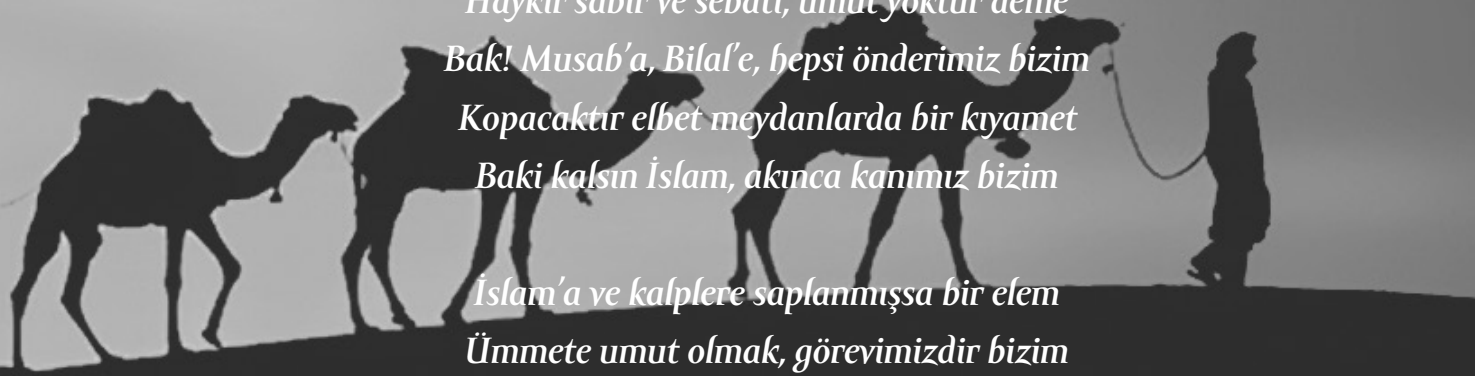 Haykır sabır ve sebatı, umut yoktur deme
Bak! Musab'a, Bilal'e, hepsi önderimiz bizim
Kopacaktır elbet meydanlarda bir kıyamet
Baki kalsın İslam, akınca kanımız bizim
İslam'a ve kalplere saplanmışsa bir elem
Ümmete umut olmak, görevimizdir bizim